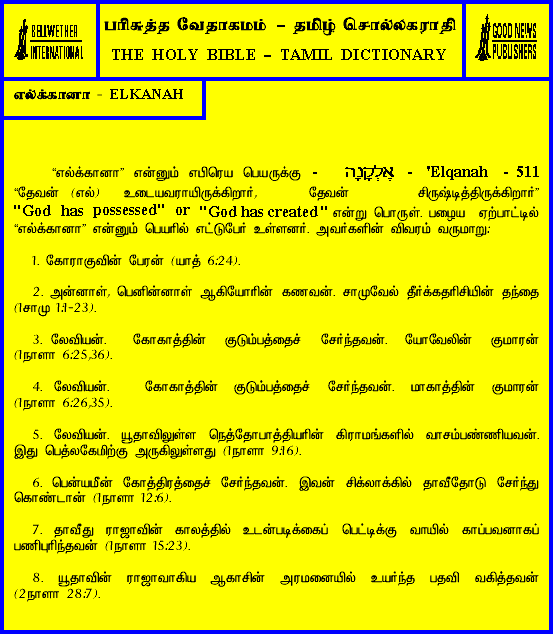 BELLWETHER
INTERNATIONAL
பரிசுத்த வேதாகமம் – தமிழ் சொல்லகராதி
THE HOLY BIBLE – TAMIL DICTIONARY
GOOD NEWS
PUBLISHERS
எல்க்கானா - ELKANAH
“எல்க்கானா” என்னும் எபிரெய பெயருக்கு - אֶלְקָנָה - 'Elqanah - 511
“தேவன் (எல்) உடையவராயிருக்கிறார், தேவன் சிருஷ்டித்திருக்கிறார்”
"God has possessed" or "God has created" என்று பொருள். பழைய ஏற்பாட்டில்
“எல்க்கானா” என்னும் பெயரில் எட்டுபேர் உள்ளனர். அவர்களின் விவரம் வருமாறு:
1. கோராகுவின் பேரன் (யாத் 6:24).
2. அன்னாள், பெனின்னாள் ஆகியோரின் கணவன். சாமுவேல் தீர்க்கதரிசியின் தந்தை
(1சாமு 1:1-23).
3. லேவியன். கோகாத்தின் குடும்பத்தைச் சேர்ந்தவன். யோவேலின் குமாரன்
(1நாளா 6:25,36).
4. லேவியன். கோகாத்தின் குடும்பத்தைச் சேர்ந்தவன். மாகாத்தின் குமாரன்
(1நாளா 6:26,35).
5. லேவியன். யூதாவிலுள்ள நெத்தோபாத்தியரின் கிராமங்களில் வாசம்பண்ணியவன்.
இது பெத்லகேமிற்கு அருகிலுள்ளது (1நாளா 9:16).
6. பென்யமீன் கோத்திரத்தைச் சேர்ந்தவன். இவன் சிக்லாக்கில் தாவீதோடு சேர்ந்து
கொண்டான் (1நாளா 12:6).
7. தாவீது ராஜாவின் காலத்தில் உடன்படிக்கைப் பெட்டிக்கு வாயில் காப்பவனாகப்
பணிபுரிந்தவன் (1நாளா 15:23).
8. யூதாவின் ராஜாவாகிய ஆகாசின் அரமனையில் உயர்ந்த பதவி வகித்தவன்
(2நாளா 28:7).